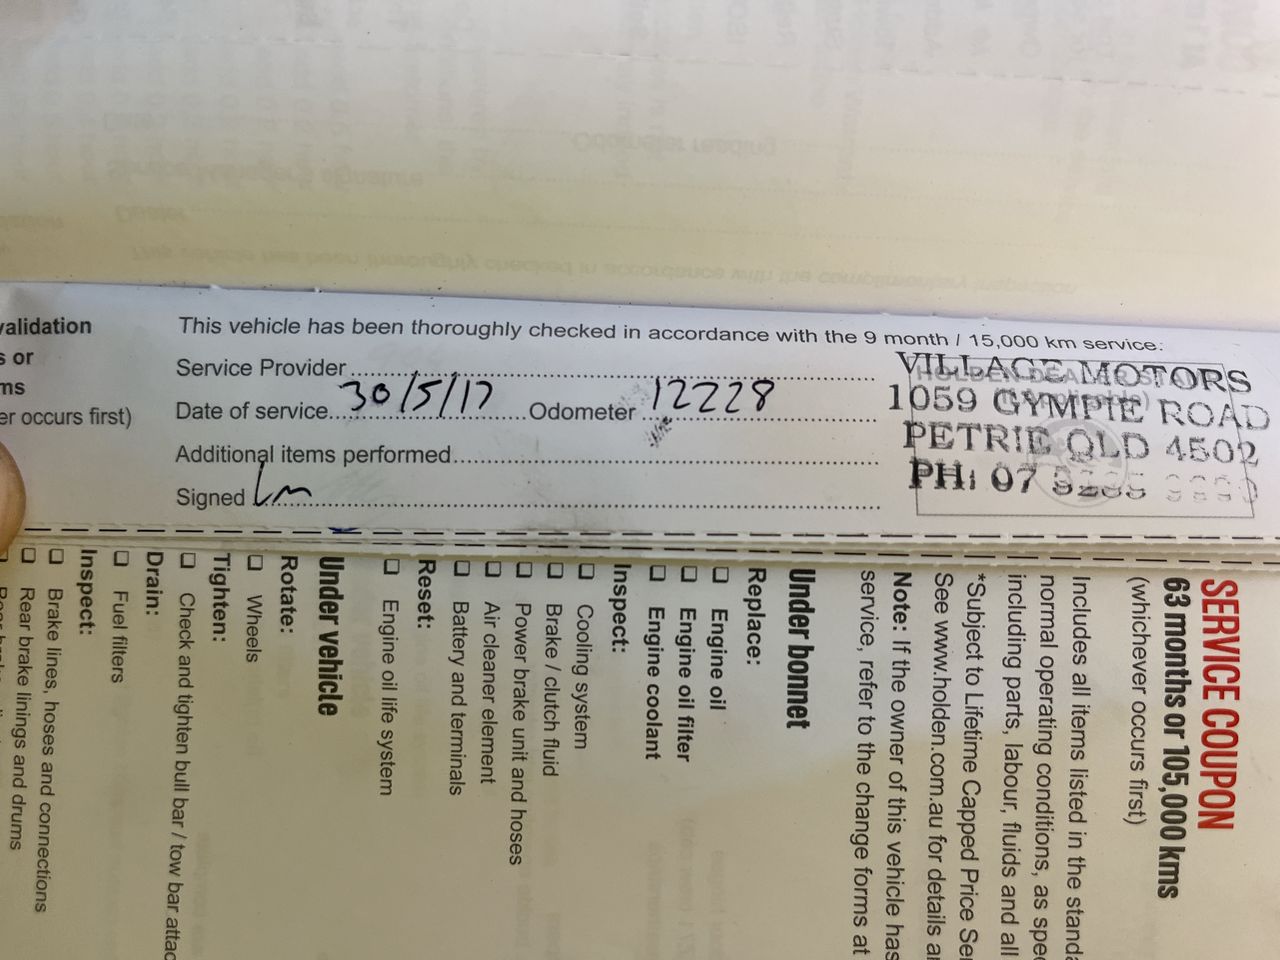 validation
s or
ms
er occurs first)
This vehicle has been thoroughly checked in accordance with the 9 month / 15,000 km service:
Service Provider
Date of service 30/5/17 Odometer 12228
Additional items performed
Signed
VILLAGE MOTORS
1059 GYMPIE ROAD
PETRIE QLD 4502
PH: 07
SERVICE COUPON
63 months or 105,000 kms
(whichever occurs first)
Includes all items listed in the standa
normal operating conditions, as spe
including parts, labour, fluids and all
*Subject to Lifetime Capped Price Se
See www.holden.com.au for details a
Note: If the owner of this vehicle has
service, refer to the change forms at
Under bonnet
Replace:
Engine oil
Engine oil filter
Engine coolant
Inspect:
Cooling system
Brake / clutch fluid
Power brake unit and hoses
Air cleaner element
Battery and terminals
Reset:
Engine oil life system
Under vehicle
Rotate:
Wheels
Tighten:
Check and tighten bull bar / tow bar attac
Drain:
Fuel filters
Inspect:
Brake lines, hoses and connections
Rear brake linings and drums